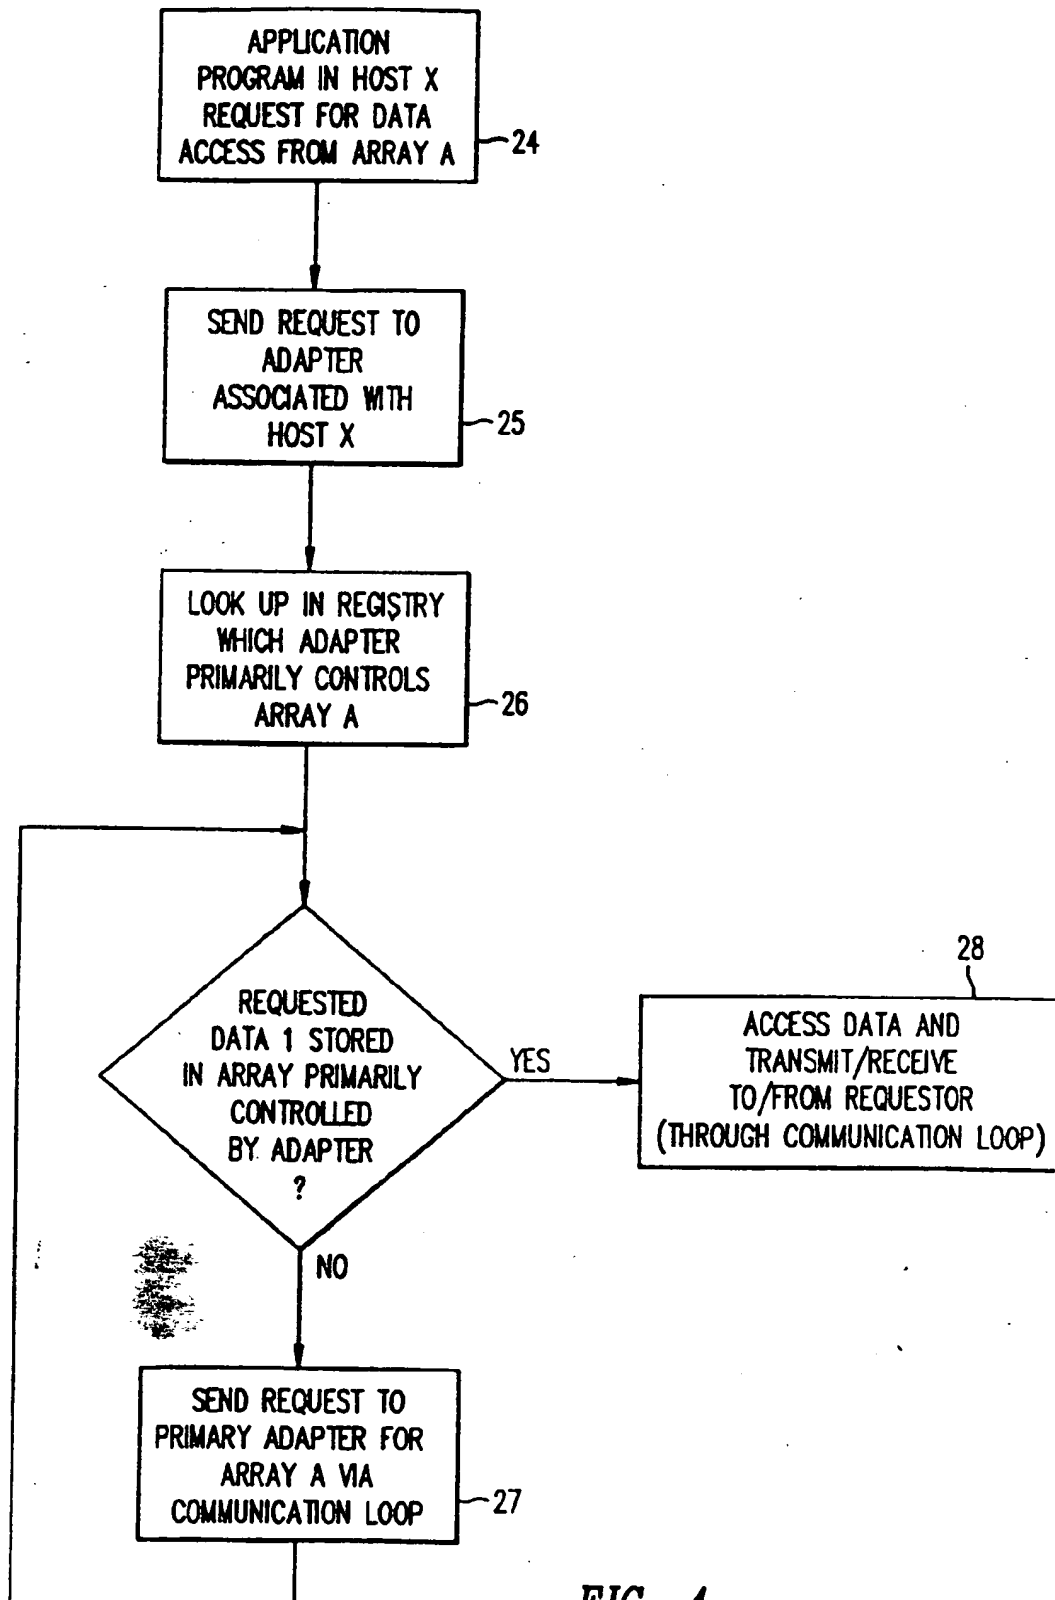 APPLICATION
PROGRAM IN HOST X
REQUEST FOR DATA
ACCESS FROM ARRAY A
24
SEND REQUEST TO
ADAPTER
ASSOCIATED WITH
HOST X
25
LOOK UP IN REGISTRY
WHICH ADAPTER
PRIMARILY CONTROLS
ARRAY A
26
REQUESTED
DATA 1 STORED
IN ARRAY PRIMARILY
CONTROLLED
BY ADAPTER
?
YES
28
ACCESS DATA AND
TRANSMIT/RECEIVE
TO/FROM REQUESTOR
(THROUGH COMMUNICATION LOOP)
NO
SEND REQUEST TO
PRIMARY ADAPTER FOR
ARRAY A VIA
COMMUNICATION LOOP
27
FIG. 4